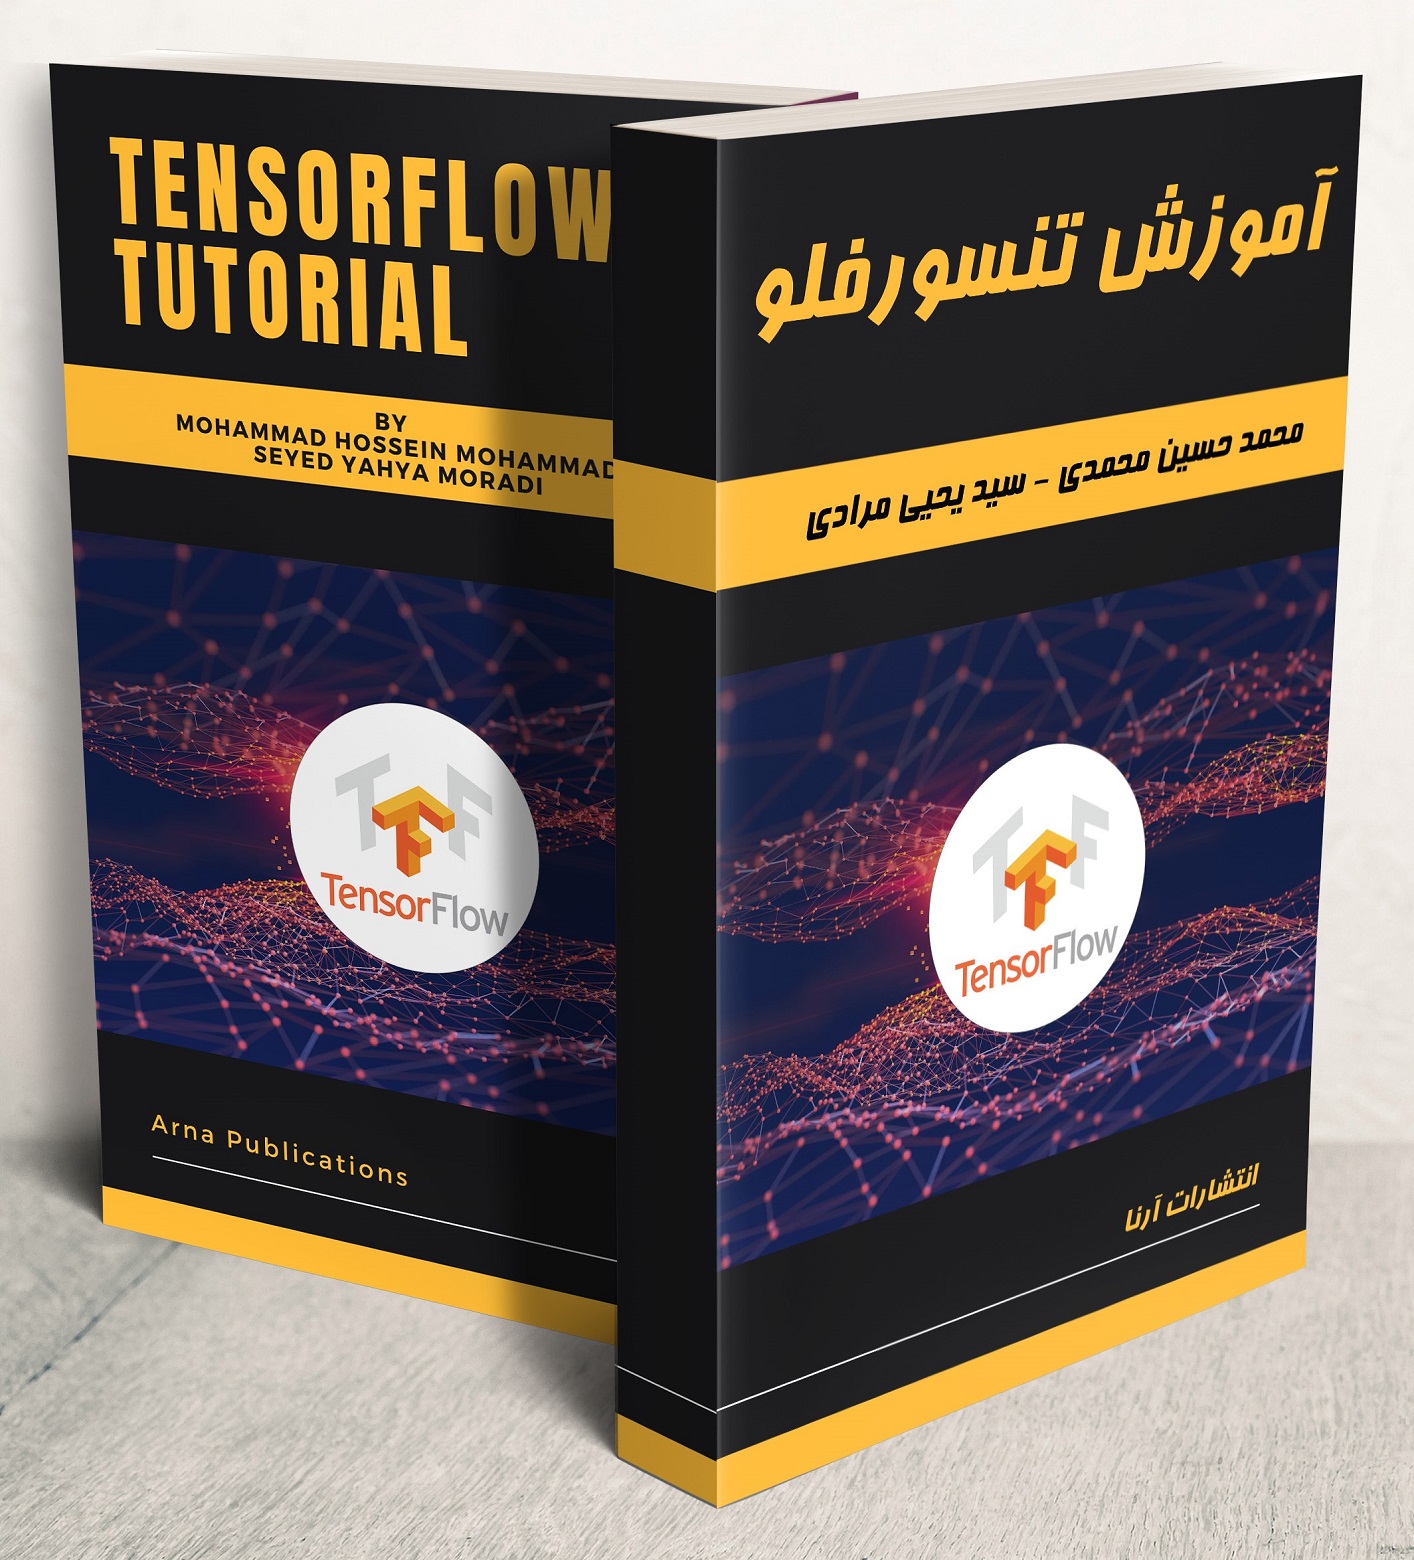 TENSORFLOW
TUTORIAL
BY
MOHAMMAD HOSSEIN MOHAMMAD
SEYED YAHYA MORADI
TensorFlow
Arna Publications
آموزش تنسورفلو
محمد حسین محمدی - سید یحیی مرادی
TensorFlow
انتشارات آرنا